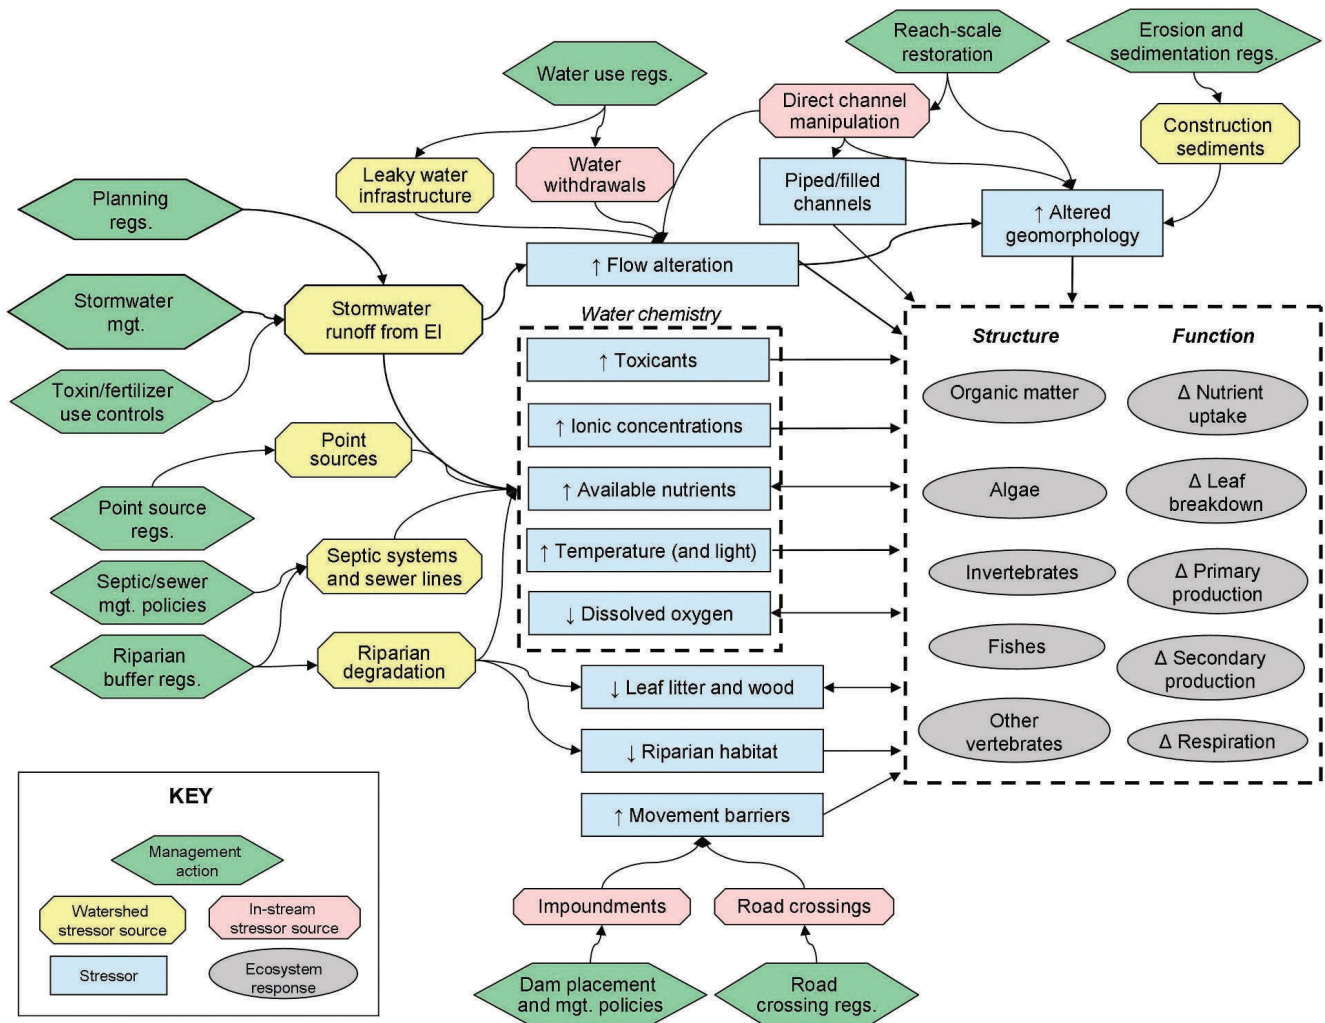 Reach-scale
restoration
Erosion and
sedimentation regs.
Water use regs.
Direct channel
manipulation
Construction
sediments
Leaky water
infrastructure
Water
withdrawals
Piped/filled
channels
Planning
regs.
↑ Altered
geomorphology
↑ Flow alteration
Stormwater
mgt.
Stormwater
runoff from EI
Water chemistry
Structure
Function
↑ Toxicants
Toxin/fertilizer
use controls
Organic matter
Δ Nutrient
uptake
↑ Ionic concentrations
Point
sources
↑ Available nutrients
Algae
Δ Leaf
breakdown
Point source
regs.
↑ Temperature (and light)
Septic systems
and sewer lines
Invertebrates
Δ Primary
production
Septic/sewer
mgt. policies
↓ Dissolved oxygen
Fishes
Δ Secondary
production
Riparian
buffer regs.
Riparian
degradation
↓ Leaf litter and wood
Other
vertebrates
Δ Respiration
↓ Riparian habitat
↑ Movement barriers
KEY
Management
action
Watershed
stressor source
In-stream
stressor source
Stressor
Ecosystem
response
Impoundments
Road crossings
Dam placement
and mgt. policies
Road
crossing regs.